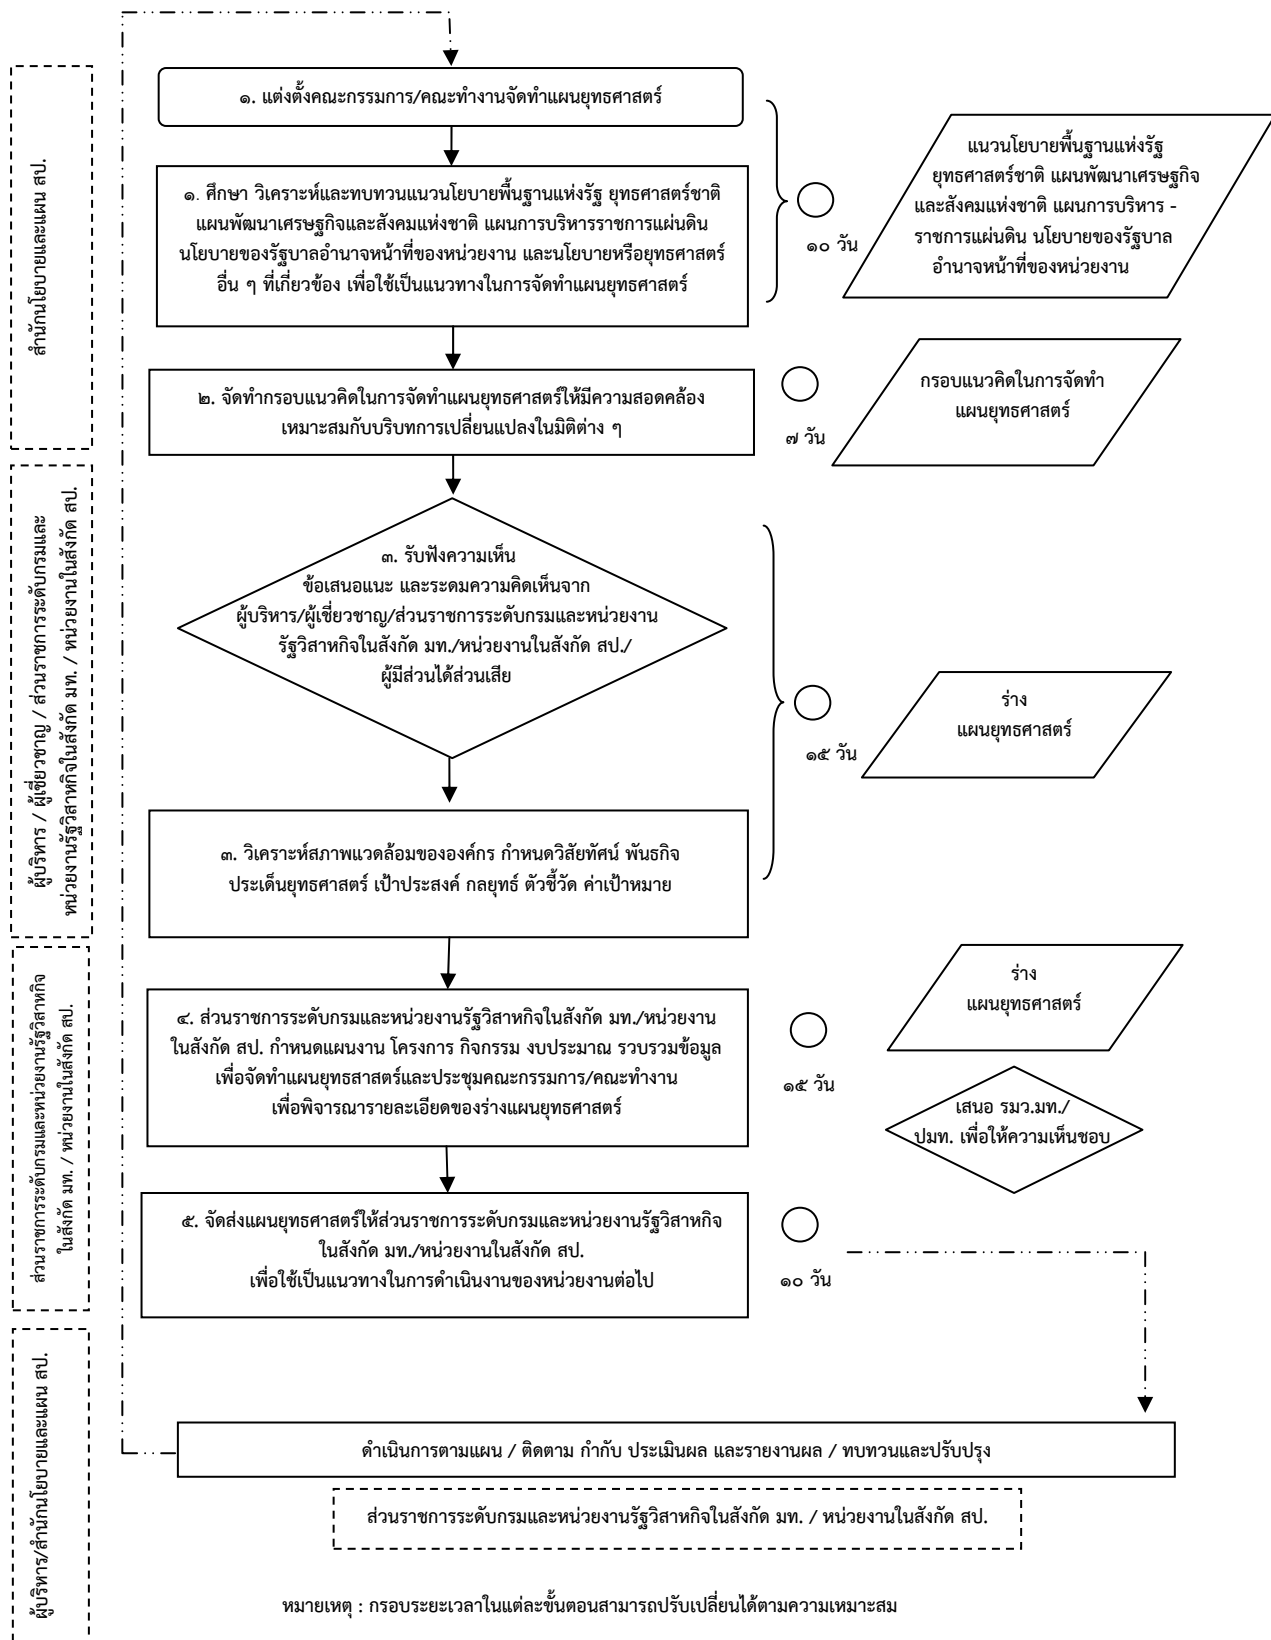 ๑. แต่งตั้งคณะกรรมการ/คณะทำงานจัดทำแผนยุทธศาสตร์
สำนักนโยบายและแผน สป.
๑. ศึกษา วิเคราะห์และทบทวนแนวนโยบายพื้นฐานแห่งรัฐ ยุทธศาสตร์ชาติ
แผนพัฒนาเศรษฐกิจและสังคมแห่งชาติ แผนการบริหารราชการแผ่นดิน
นโยบายของรัฐบาลอำนาจหน้าที่ของหน่วยงาน และนโยบายหรือยุทธศาสตร์
อื่น ๆ ที่เกี่ยวข้อง เพื่อใช้เป็นแนวทางในการจัดทำแผนยุทธศาสตร์
๑๐ วัน
แนวนโยบายพื้นฐานแห่งรัฐ
ยุทธศาสตร์ชาติ แผนพัฒนาเศรษฐกิจ
และสังคมแห่งชาติ แผนการบริหาร -
ราชการแผ่นดิน นโยบายของรัฐบาล
อำนาจหน้าที่ของหน่วยงาน
๒. จัดทำกรอบแนวคิดในการจัดทำแผนยุทธศาสตร์ให้มีความสอดคล้อง
เหมาะสมกับบริบทการเปลี่ยนแปลงในมิติต่าง ๆ
๗ วัน
กรอบแนวคิดในการจัดทำ
แผนยุทธศาสตร์
ผู้บริหาร / ผู้เชี่ยวชาญ / ส่วนราชการระดับกรมและ
หน่วยงานรัฐวิสาหกิจในสังกัด มท. / หน่วยงานในสังกัด สป.
๓. รับฟังความเห็น
ข้อเสนอแนะ และระดมความคิดเห็นจาก
ผู้บริหาร/ผู้เชี่ยวชาญ/ส่วนราชการระดับกรมและหน่วยงาน
รัฐวิสาหกิจในสังกัด มท./หน่วยงานในสังกัด สป./
ผู้มีส่วนได้ส่วนเสีย
๑๕ วัน
ร่าง
แผนยุทธศาสตร์
๓. วิเคราะห์สภาพแวดล้อมขององค์กร กำหนดวิสัยทัศน์ พันธกิจ
ประเด็นยุทธศาสตร์ เป้าประสงค์ กลยุทธ์ ตัวชี้วัด ค่าเป้าหมาย
ส่วนราชการระดับกรมและหน่วยงานรัฐวิสาหกิจ
ในสังกัด มท. / หน่วยงานในสังกัด สป.
๔. ส่วนราชการระดับกรมและหน่วยงานรัฐวิสาหกิจในสังกัด มท./หน่วยงาน
ในสังกัด สป. กำหนดแผนงาน โครงการ กิจกรรม งบประมาณ รวบรวมข้อมูล
เพื่อจัดทำแผนยุทธสาสตร์และประชุมคณะกรรมการ/คณะทำงาน
เพื่อพิจารณารายละเอียดของร่างแผนยุทธศาสตร์
๑๕ วัน
ร่าง
แผนยุทธศาสตร์
เสนอ รมว.มท./
ปมท. เพื่อให้ความเห็นชอบ
๕. จัดส่งแผนยุทธศาสตร์ให้ส่วนราชการระดับกรมและหน่วยงานรัฐวิสาหกิจ
ในสังกัด มท./หน่วยงานในสังกัด สป.
เพื่อใช้เป็นแนวทางในการดำเนินงานของหน่วยงานต่อไป
๑๐ วัน
ผู้บริหาร/สำนักนโยบายและแผน สป.
ดำเนินการตามแผน / ติดตาม กำกับ ประเมินผล และรายงานผล / ทบทวนและปรับปรุง
ส่วนราชการระดับกรมและหน่วยงานรัฐวิสาหกิจในสังกัด มท. / หน่วยงานในสังกัด สป.
หมายเหตุ : กรอบระยะเวลาในแต่ละขั้นตอนสามารถปรับเปลี่ยนได้ตามความเหมาะสม